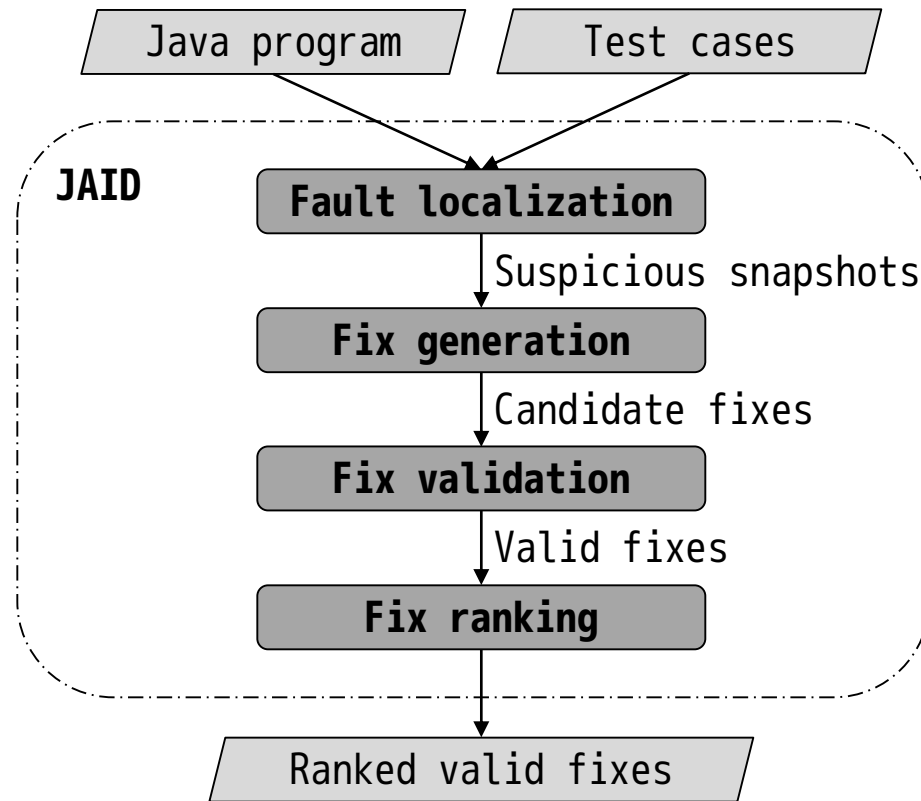 Java program
Test cases
JAID
Fault localization
Suspicious snapshots
Fix generation
Candidate fixes
Fix validation
Valid fixes
Fix ranking
Ranked valid fixes